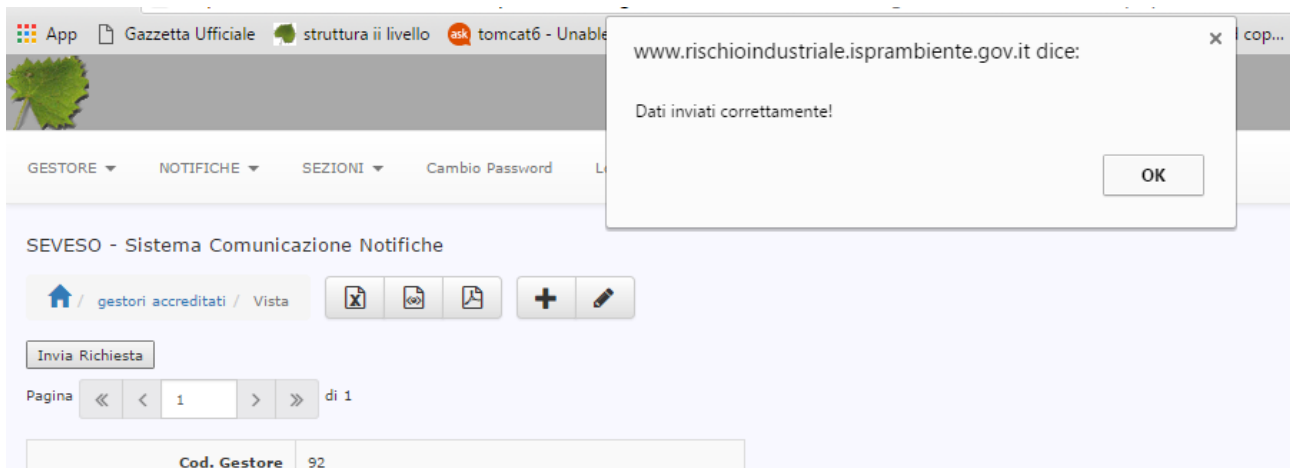 App Gazzetta Ufficiale struttura ii livello ask tomcat6 - Unable
cop...
www.rischioindustriale.isprambiente.gov.it dice:
Dati inviati correttamente!
OK
GESTORE NOTIFICHE SEZIONI Cambio Password
SEVESO - Sistema Comunicazione Notifiche
/ gestori accreditati / Vista
Invia Richiesta
Pagina 1 di 1
Cod. Gestore 92